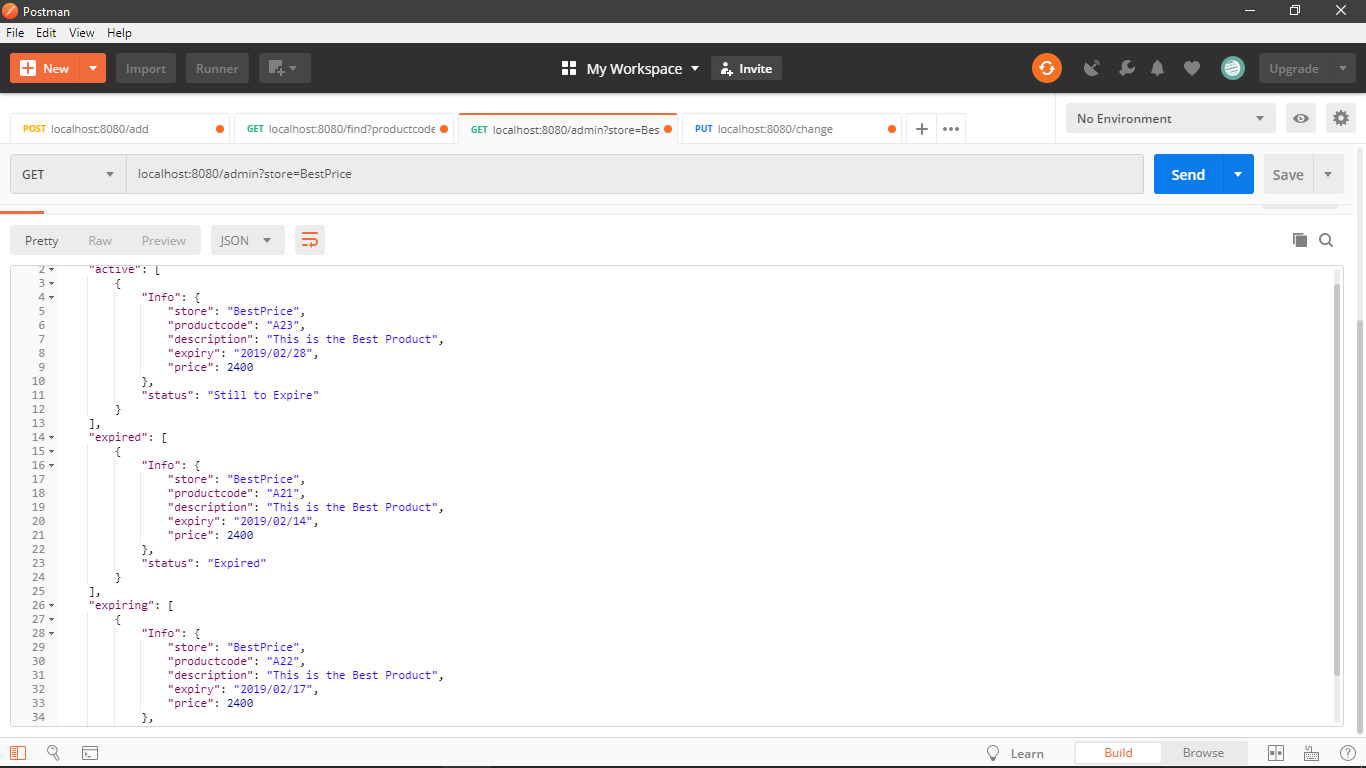 Postman
File Edit View Help
New Import Runner My Workspace Invite Upgrade
POST localhost:8080/add GET localhost:8080/find?productcode GET localhost:8080/admin?store=Bes PUT localhost:8080/change No Environment
GET localhost:8080/admin?store=BestPrice Send Save
Pretty Raw Preview JSON
2 "active": [
3 {
4 "Info": {
5 "store": "BestPrice",
6 "productcode": "A23",
7 "description": "This is the Best Product",
8 "expiry": "2019/02/28",
9 "price": 2400
10 },
11 "status": "Still to Expire"
12 }
13 ],
14 "expired": [
15 {
16 "Info": {
17 "store": "BestPrice",
18 "productcode": "A21",
19 "description": "This is the Best Product",
20 "expiry": "2019/02/14",
21 "price": 2400
22 },
23 "status": "Expired"
24 }
25 ],
26 "expiring": [
27 {
28 "Info": {
29 "store": "BestPrice",
30 "productcode": "A22",
31 "description": "This is the Best Product",
32 "expiry": "2019/02/17",
33 "price": 2400
34 },
Learn Build Browse